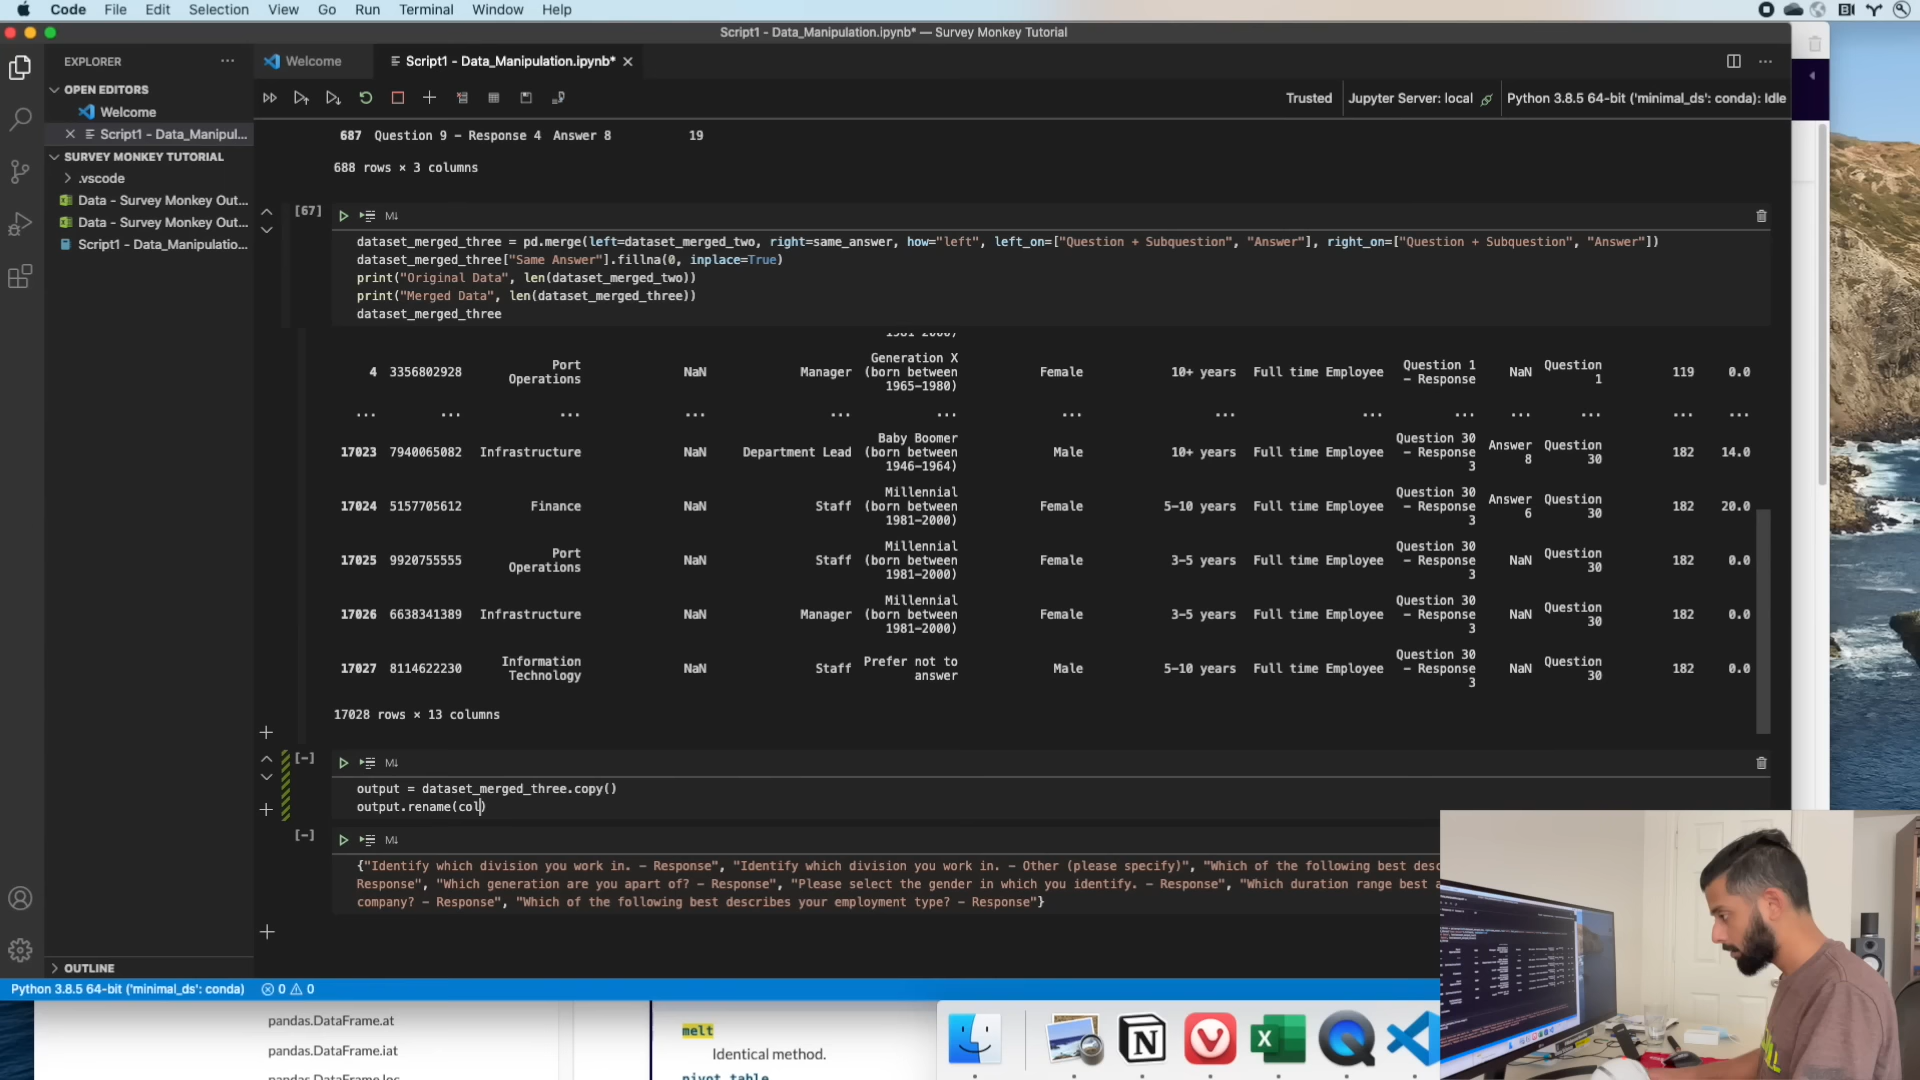 Code File Edit Selection View Go Run Terminal Window Help
Script1 - Data_Manipulation.ipynb* — Survey Monkey Tutorial
EXPLORER
Welcome
Script1 - Data_Manipulation.ipynb*
OPEN EDITORS
Welcome
Script1 - Data_Manipul...
SURVEY MONKEY TUTORIAL
.vscode
Data - Survey Monkey Out...
Data - Survey Monkey Out...
Script1 - Data_Manipulatio...
Trusted
Jupyter Server: local
Python 3.8.5 64-bit ('minimal_ds': conda): Idle
687 Question 9 - Response 4 Answer 8 19
688 rows × 3 columns
[67]
M↓
dataset_merged_three = pd.merge(left=dataset_merged_two, right=same_answer, how="left", left_on=["Question + Subquestion", "Answer"], right_on=["Question + Subquestion", "Answer"])
dataset_merged_three["Same Answer"].fillna(0, inplace=True)
print("Original Data", len(dataset_merged_two))
print("Merged Data", len(dataset_merged_three))
dataset_merged_three
1981-2000)
4 3356802928 Port Operations NaN Manager Generation X (born between 1965-1980) Female 10+ years Full time Employee Question 1 - Response NaN Question 1 119 0.0
... ... ... ... ... ... ... ... ... ... ... ... ... ...
17023 7940065082 Infrastructure NaN Department Lead Baby Boomer (born between 1946-1964) Male 10+ years Full time Employee Question 30 - Response 3 Answer 8 Question 30 182 14.0
17024 5157705612 Finance NaN Staff Millennial (born between 1981-2000) Female 5-10 years Full time Employee Question 30 - Response 3 Answer 6 Question 30 182 20.0
17025 9920755555 Port Operations NaN Staff Millennial (born between 1981-2000) Female 3-5 years Full time Employee Question 30 - Response 3 NaN Question 30 182 0.0
17026 6638341389 Infrastructure NaN Manager Millennial (born between 1981-2000) Female 3-5 years Full time Employee Question 30 - Response 3 NaN Question 30 182 0.0
17027 8114622230 Information Technology NaN Staff Prefer not to answer Male 5-10 years Full time Employee Question 30 - Response 3 NaN Question 30 182 0.0
17028 rows × 13 columns
[-]
M↓
output = dataset_merged_three.copy()
output.rename(col)
[-]
M↓
{"Identify which division you work in. - Response", "Identify which division you work in. - Other (please specify)", "Which of the following best desc
Response", "Which generation are you apart of? - Response", "Please select the gender in which you identify. - Response", "Which duration range best a
company? - Response", "Which of the following best describes your employment type? - Response"}
OUTLINE
Python 3.8.5 64-bit ('minimal_ds': conda) 0 0
pandas.DataFrame.at
pandas.DataFrame.iat
pandas.DataFrame.loc
melt
Identical method.
pivot_table